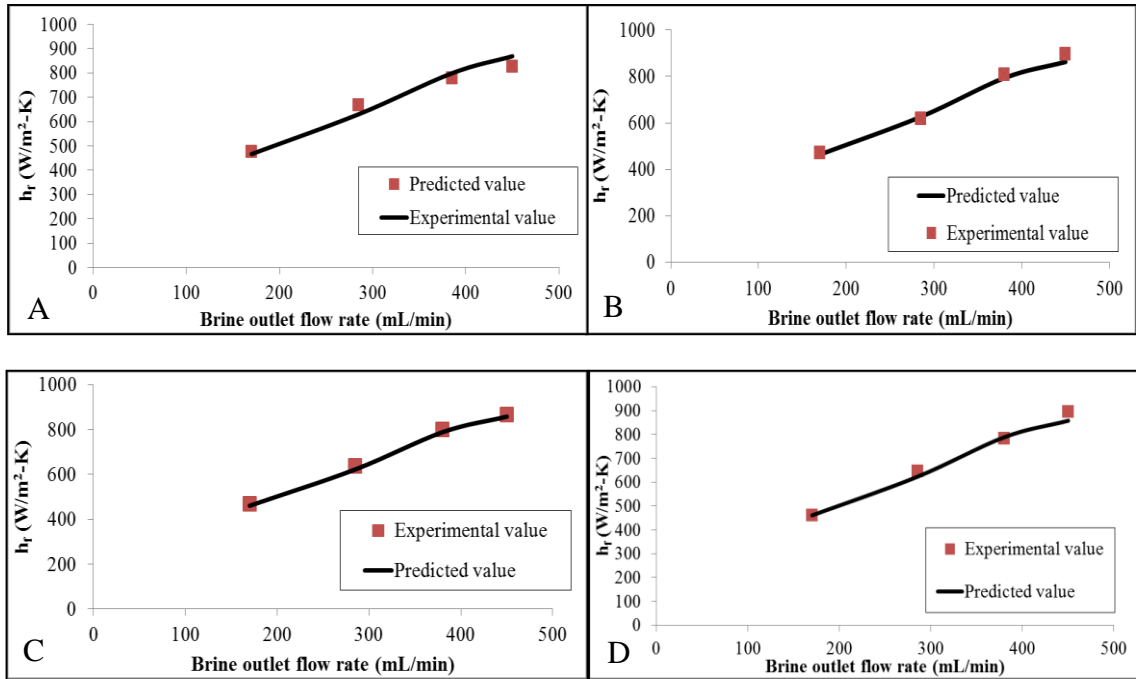 1000
900
800
700
600
500
400
300
200
100
0
hr (W/m²-K)
Predicted value
Experimental value
0 100 200 300 400 500
Brine outlet flow rate (mL/min)
A
1000
800
600
400
200
0
hr (W/m²-K)
Predicted value
Experimental value
0 100 200 300 400 500
Brine outlet flow rate (mL/min)
B
1000
800
600
400
200
0
hr (W/m²-K)
Experimental value
Predicted value
0 100 200 300 400 500
Brine outlet flow rate (mL/min)
C
1000
900
800
700
600
500
400
300
200
100
0
hr (W/m²-K)
Experimental value
Predicted value
0 100 200 300 400 500
Brine outlet flow rate (mL/min)
D